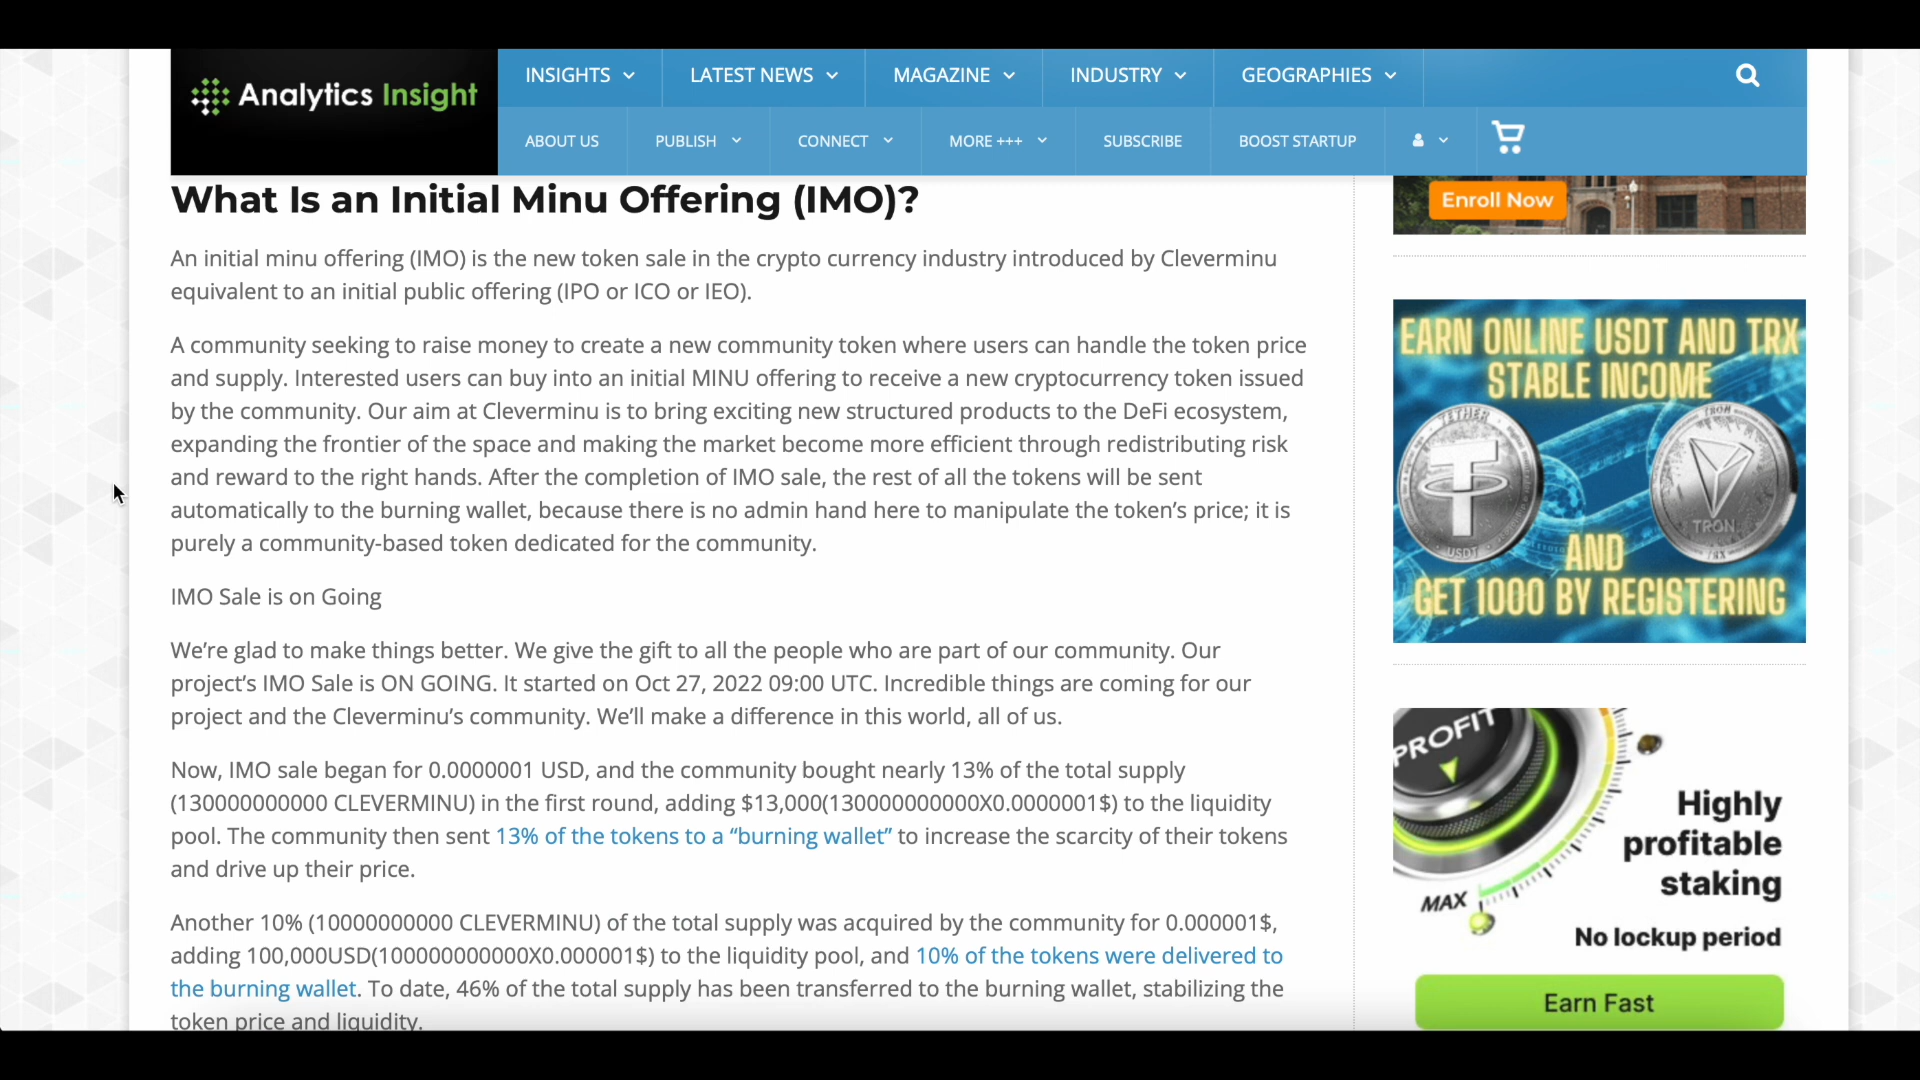 Analytics Insight
INSIGHTS
LATEST NEWS
MAGAZINE
INDUSTRY
GEOGRAPHIES
ABOUT US
PUBLISH
CONNECT
MORE +++
SUBSCRIBE
BOOST STARTUP
What Is an Initial Minu Offering (IMO)?
An initial minu offering (IMO) is the new token sale in the crypto currency industry introduced by Cleverminu
equivalent to an initial public offering (IPO or ICO or IEO).
A community seeking to raise money to create a new community token where users can handle the token price
and supply. Interested users can buy into an initial MINU offering to receive a new cryptocurrency token issued
by the community. Our aim at Cleverminu is to bring exciting new structured products to the DeFi ecosystem,
expanding the frontier of the space and making the market become more efficient through redistributing risk
and reward to the right hands. After the completion of IMO sale, the rest of all the tokens will be sent
automatically to the burning wallet, because there is no admin hand here to manipulate the token’s price; it is
purely a community-based token dedicated for the community.
IMO Sale is on Going
We’re glad to make things better. We give the gift to all the people who are part of our community. Our
project’s IMO Sale is ON GOING. It started on Oct 27, 2022 09:00 UTC. Incredible things are coming for our
project and the Cleverminu’s community. We’ll make a difference in this world, all of us.
Now, IMO sale began for 0.0000001 USD, and the community bought nearly 13% of the total supply
(130000000000 CLEVERMINU) in the first round, adding $13,000(130000000000X0.0000001$) to the liquidity
pool. The community then sent 13% of the tokens to a “burning wallet” to increase the scarcity of their tokens
and drive up their price.
Another 10% (10000000000 CLEVERMINU) of the total supply was acquired by the community for 0.000001$,
adding 100,000USD(100000000000X0.000001$) to the liquidity pool, and 10% of the tokens were delivered to
the burning wallet. To date, 46% of the total supply has been transferred to the burning wallet, stabilizing the
token price and liquidity.
Enroll Now
EARN ONLINE USDT AND TRX
STABLE INCOME
TETHER
USDT
TRON
TRON
TRX
AND
GET 1000 BY REGISTERING
PROFIT
MAX
Highly
profitable
staking
No lockup period
Earn Fast